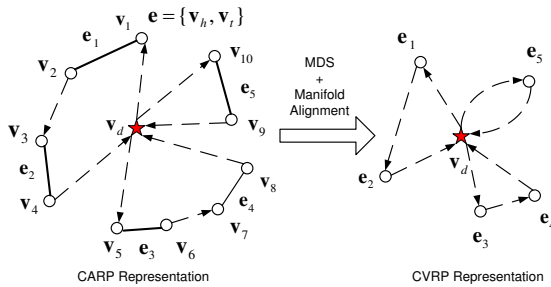 e = {v_h, v_t}
v_1
e_1
v_2
v_10
e_5
v_9
v_3
e_2
v_4
v_d
v_8
e_4
v_7
v_5
e_3
v_6
CARP Representation
MDS
+
Manifold
Alignment
e_1
e_5
v_d
e_2
e_3
e_4
CVRP Representation